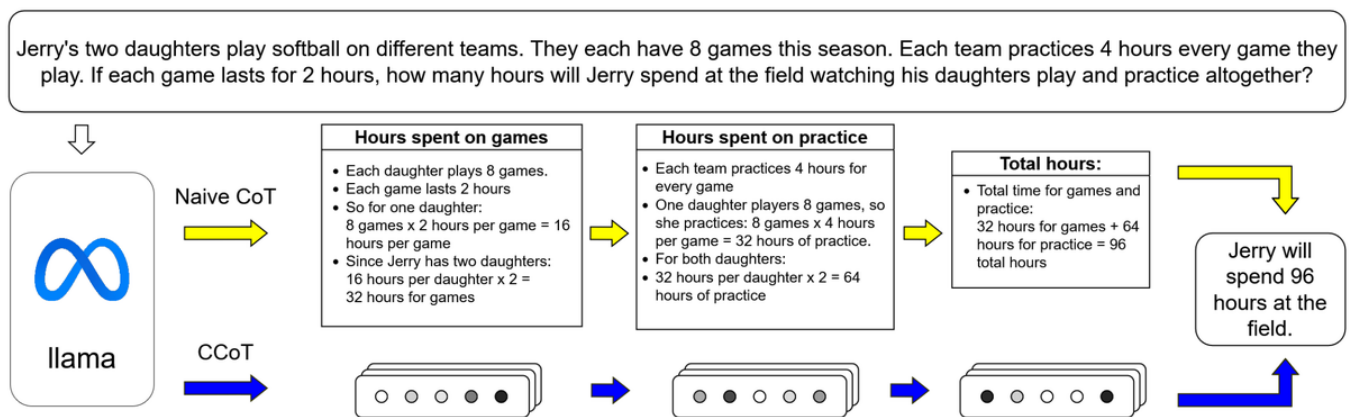 Jerry's two daughters play softball on different teams. They each have 8 games this season. Each team practices 4 hours every game they
play. If each game lasts for 2 hours, how many hours will Jerry spend at the field watching his daughters play and practice altogether?
llama
Naive CoT
Hours spent on games
• Each daughter plays 8 games.
• Each game lasts 2 hours
• So for one daughter:
8 games x 2 hours per game = 16
hours per game
• Since Jerry has two daughters:
16 hours per daughter x 2 =
32 hours for games
Hours spent on practice
• Each team practices 4 hours for
every game
• One daughter players 8 games, so
she practices: 8 games x 4 hours
per game = 32 hours of practice.
• For both daughters:
• 32 hours per daughter x 2 = 64
hours of practice
Total hours:
• Total time for games and
practice:
32 hours for games + 64
hours for practice = 96
total hours
Jerry will
spend 96
hours at the
field.
CCoT